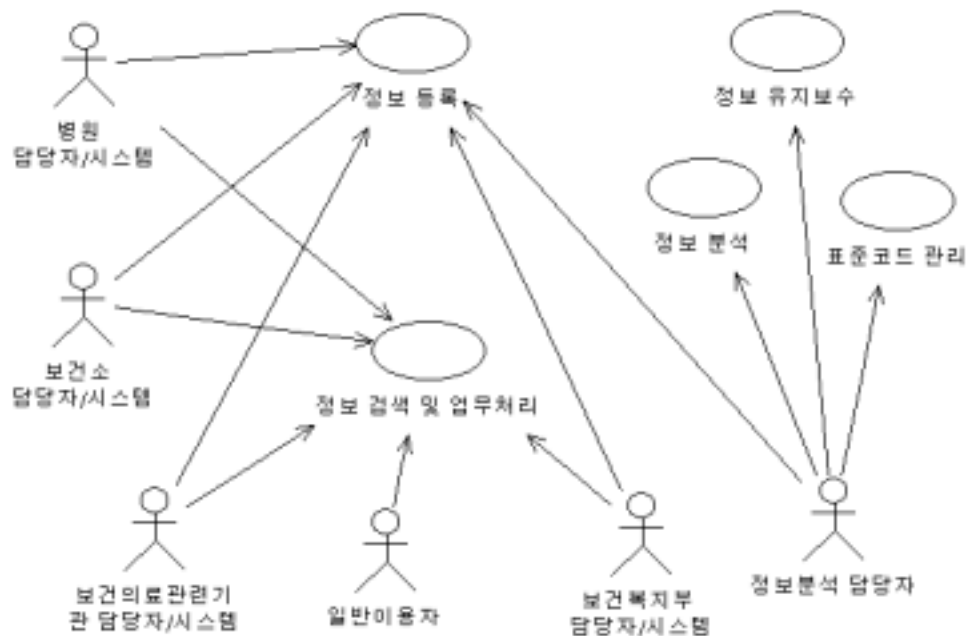 정보 등록
정보 유지보수
병원
담당자/시스템
정보 분석
표준코드 관리
보건소
담당자/시스템
정보 검색 및 업무처리
보건의료관련기
관 담당자/시스템
일반이용자
보건복지부
담당자/시스템
정보분석 담당자